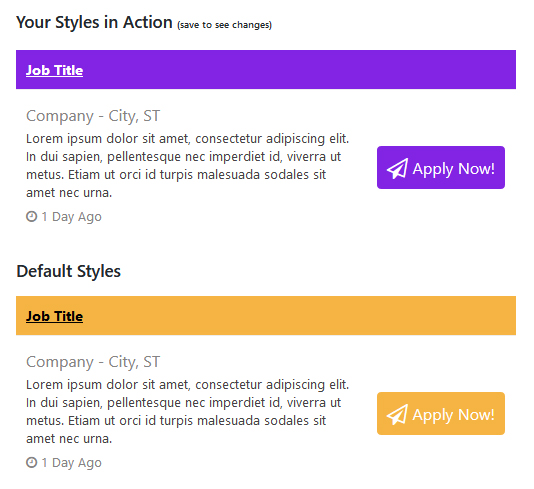 Your Styles in Action (save to see changes)
Job Title
Company - City, ST
Lorem ipsum dolor sit amet, consectetur adipiscing elit.
In dui sapien, pellentesque nec imperdiet id, viverra ut
metus. Etiam ut orci id turpis malesuada sodales sit
amet nec urna.
Apply Now!
1 Day Ago
Default Styles
Job Title
Company - City, ST
Lorem ipsum dolor sit amet, consectetur adipiscing elit.
In dui sapien, pellentesque nec imperdiet id, viverra ut
metus. Etiam ut orci id turpis malesuada sodales sit
amet nec urna.
Apply Now!
1 Day Ago